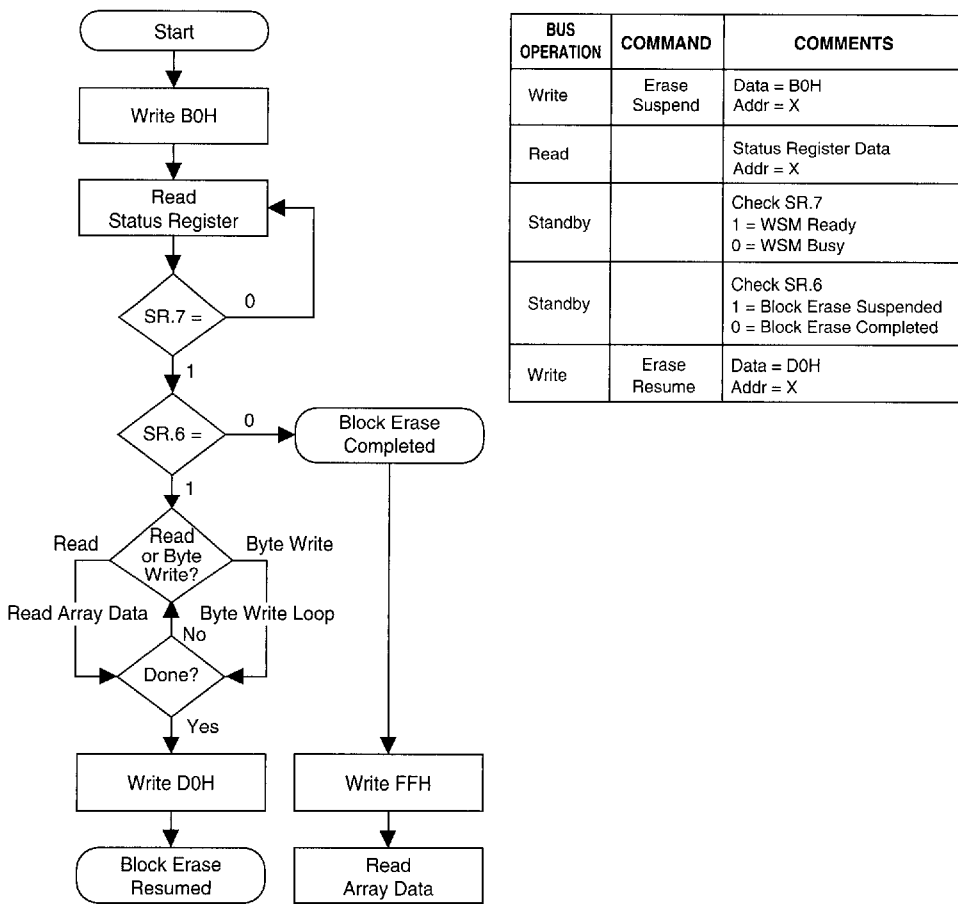 Start
Write B0H
Read
Status Register
SR.7 =
0
1
SR.6 =
0
Block Erase
Completed
1
Read
or Byte
Write?
Read
Byte Write
Read Array Data
Byte Write Loop
No
Done?
Yes
Write D0H
Write FFH
Block Erase
Resumed
Read
Array Data
BUS
OPERATION
COMMAND
COMMENTS
Write
Erase
Suspend
Data = B0H
Addr = X
Read
Status Register Data
Addr = X
Standby
Check SR.7
1 = WSM Ready
0 = WSM Busy
Standby
Check SR.6
1 = Block Erase Suspended
0 = Block Erase Completed
Write
Erase
Resume
Data = D0H
Addr = X